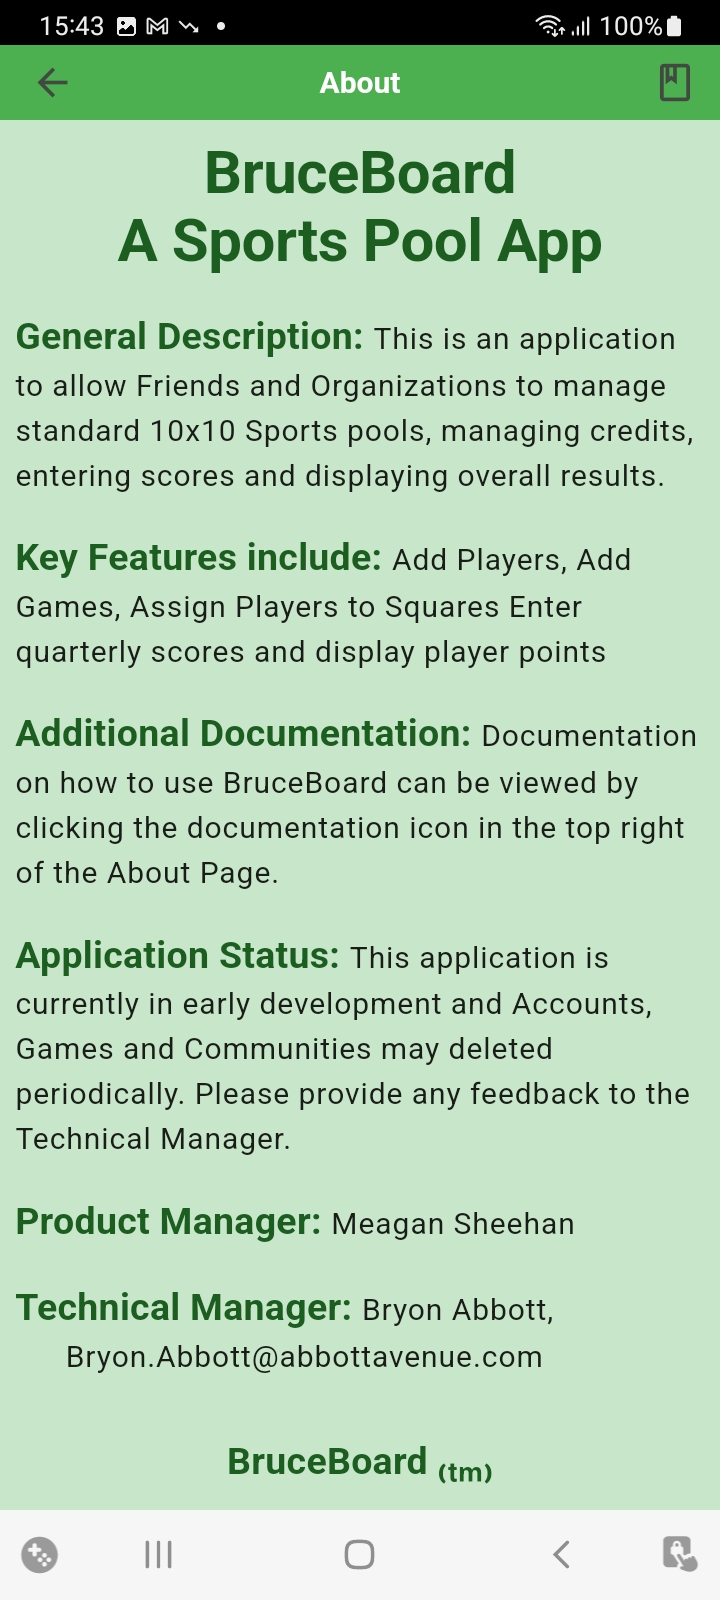 15:43
100%
About
BruceBoard
A Sports Pool App
General Description: This is an application
to allow Friends and Organizations to manage
standard 10x10 Sports pools, managing credits,
entering scores and displaying overall results.
Key Features include: Add Players, Add
Games, Assign Players to Squares Enter
quarterly scores and display player points
Additional Documentation: Documentation
on how to use BruceBoard can be viewed by
clicking the documentation icon in the top right
of the About Page.
Application Status: This application is
currently in early development and Accounts,
Games and Communities may deleted
periodically. Please provide any feedback to the
Technical Manager.
Product Manager: Meagan Sheehan
Technical Manager: Bryon Abbott,
Bryon.Abbott@abbottavenue.com
BruceBoard (tm)